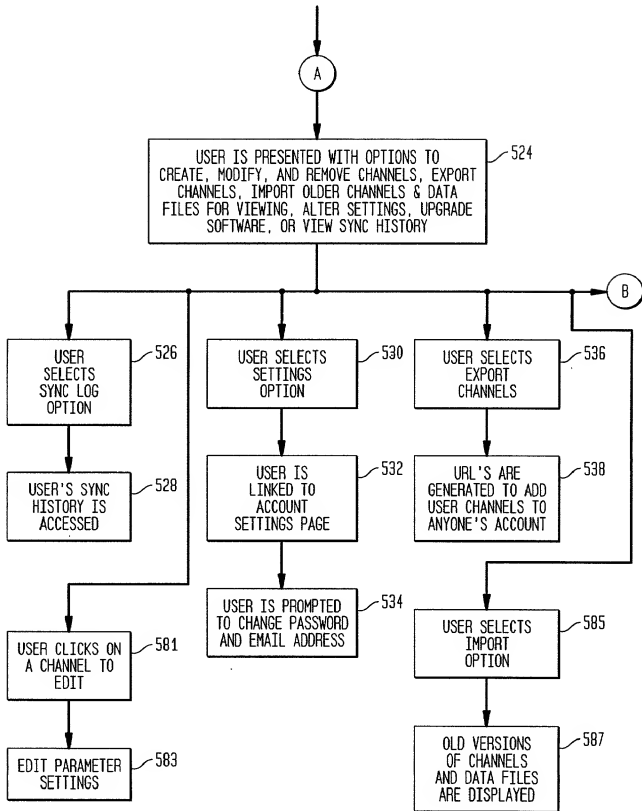 A
USER IS PRESENTED WITH OPTIONS TO
CREATE, MODIFY, AND REMOVE CHANNELS, EXPORT
CHANNELS, IMPORT OLDER CHANNELS & DATA
FILES FOR VIEWING, ALTER SETTINGS, UPGRADE
SOFTWARE, OR VIEW SYNC HISTORY
524
B
USER
SELECTS
SYNC LOG
OPTION
526
USER'S SYNC
HISTORY IS
ACCESSED
528
USER SELECTS
SETTINGS
OPTION
530
USER IS
LINKED TO
ACCOUNT
SETTINGS PAGE
532
USER IS PROMPTED
TO CHANGE PASSWORD
AND EMAIL ADDRESS
534
USER SELECTS
EXPORT
CHANNELS
536
URL'S ARE
GENERATED TO ADD
USER CHANNELS TO
ANYONE'S ACCOUNT
538
USER CLICKS ON
A CHANNEL TO
EDIT
581
EDIT PARAMETER
SETTINGS
583
USER SELECTS
IMPORT
OPTION
585
OLD VERSIONS
OF CHANNELS
AND DATA FILES
ARE DISPLAYED
587